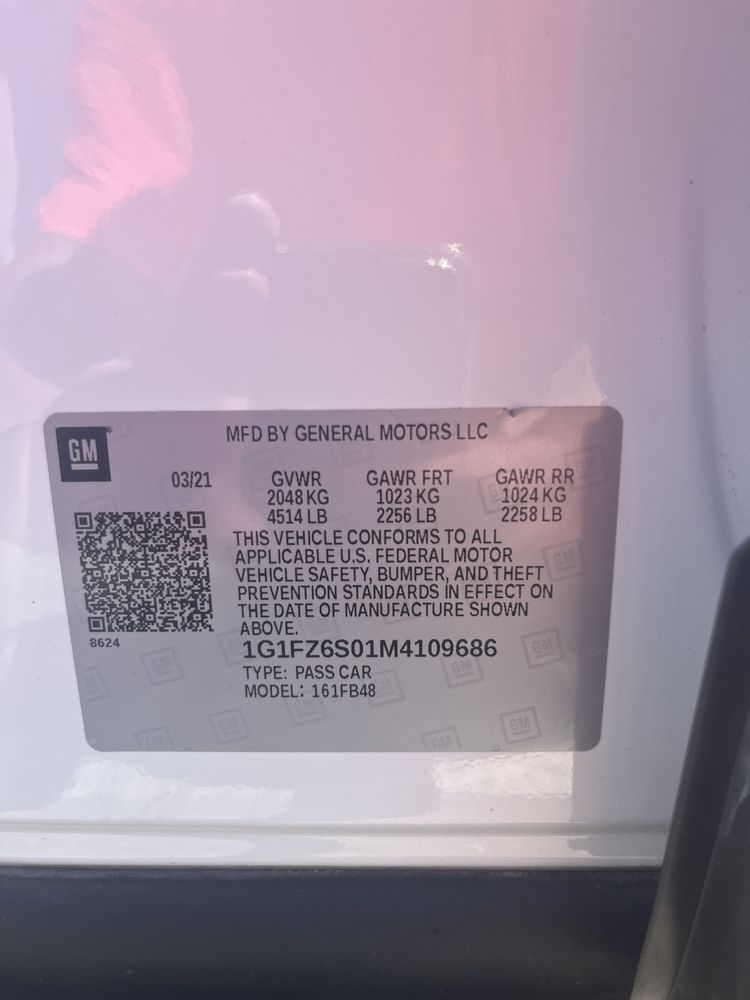 MFD BY GENERAL MOTORS LLC
GM
03/21 GVWR GAWR FRT GAWR RR
2048 KG 1023 KG 1024 KG
4514 LB 2256 LB 2258 LB
THIS VEHICLE CONFORMS TO ALL
APPLICABLE U.S. FEDERAL MOTOR
VEHICLE SAFETY, BUMPER, AND THEFT
PREVENTION STANDARDS IN EFFECT ON
THE DATE OF MANUFACTURE SHOWN
ABOVE.
8624
1G1FZ6S01M4109686
TYPE: PASS CAR
MODEL: 161FB48